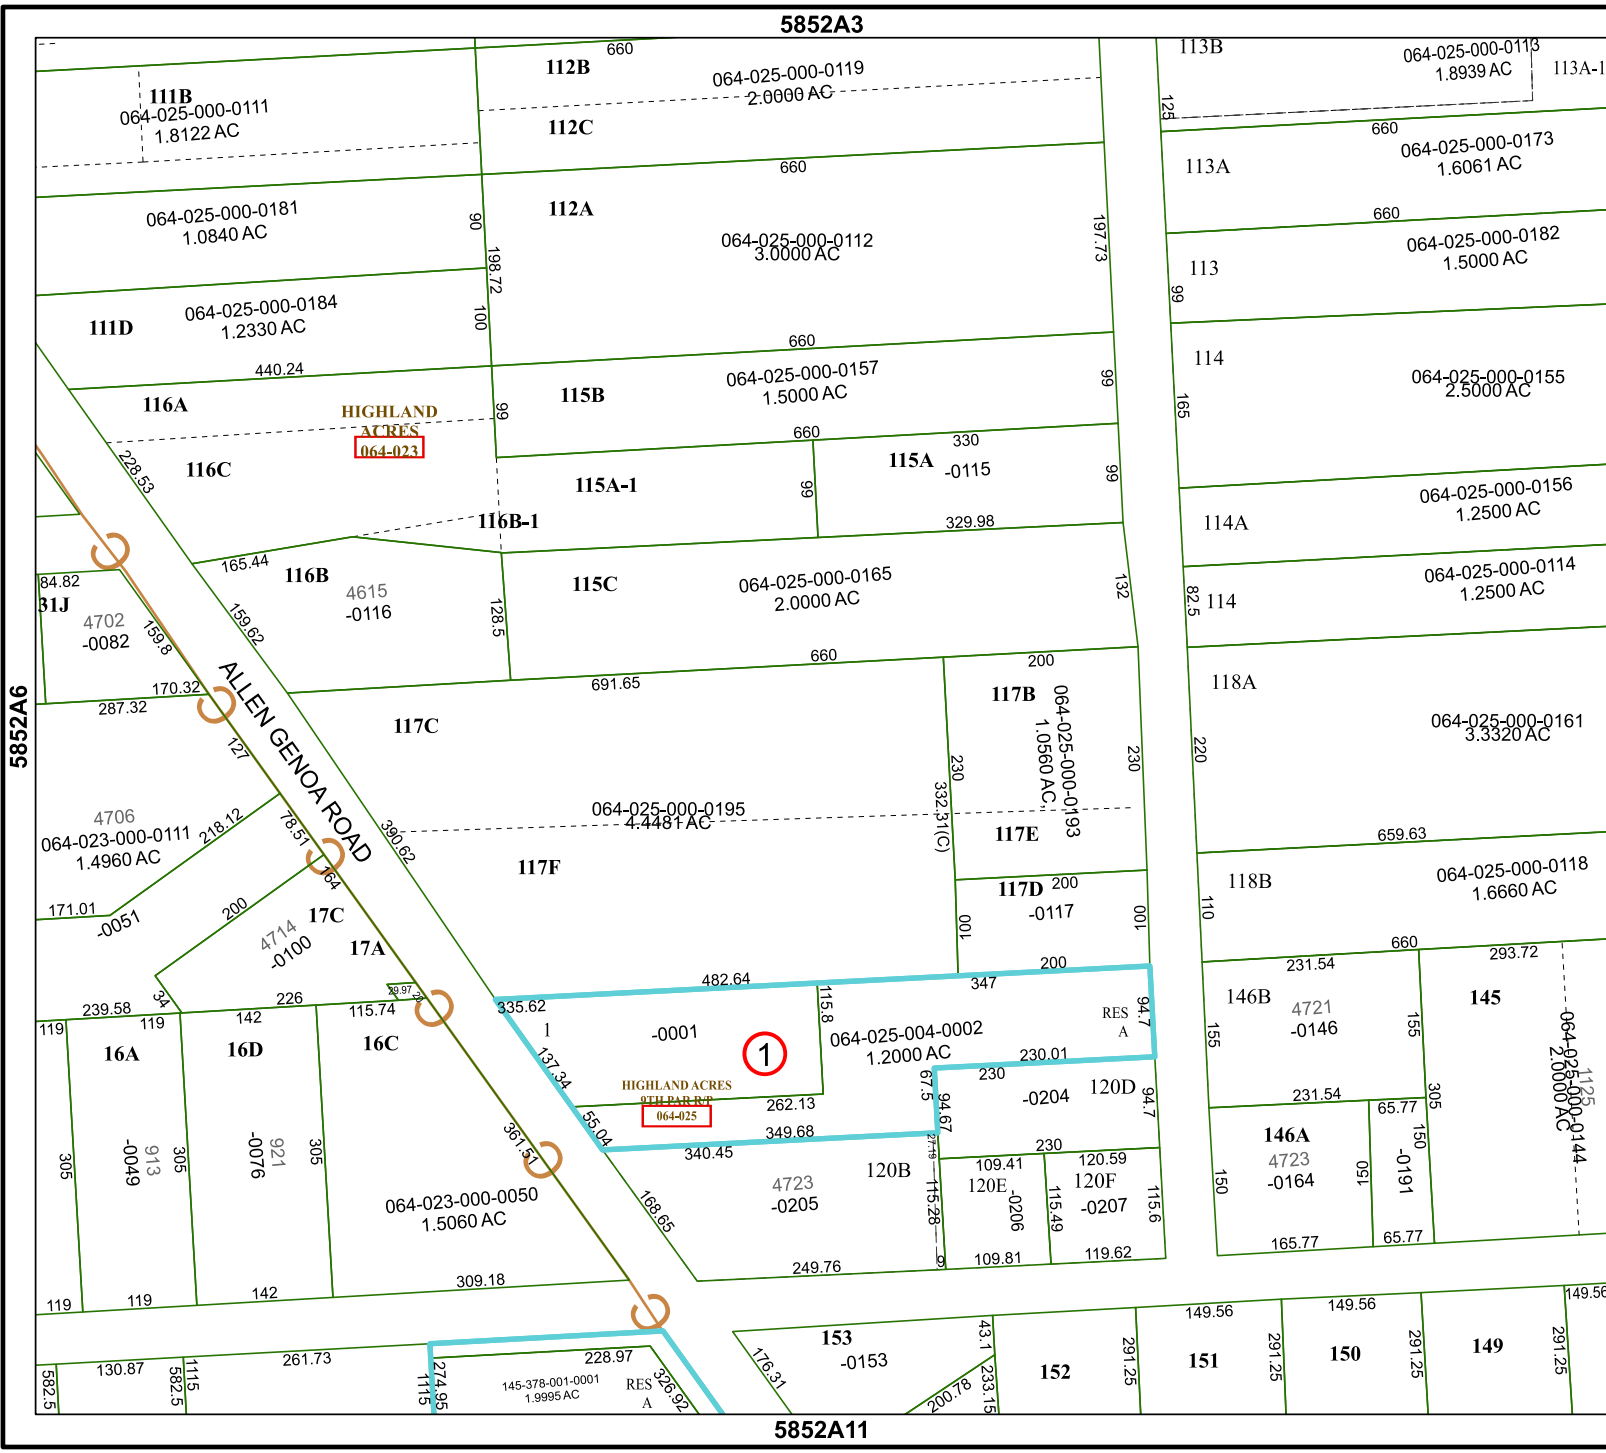 5852A3
660
112B
064-025-000-0119
2.0000 AC
113B
064-025-000-0113
1.8939 AC
113A-1
111B
064-025-000-0111
1.8122 AC
112C
125
660
660
113A
064-025-000-0173
1.6061 AC
064-025-000-0181
1.0840 AC
90
112A
198.72
064-025-000-0112
3.0000 AC
197.73
660
113
064-025-000-0182
1.5000 AC
99
111D
064-025-000-0184
1.2330 AC
100
440.24
660
114
064-025-000-0155
2.5000 AC
165
116A
HIGHLAND
ACRES
064-023
99
115B
064-025-000-0157
1.5000 AC
99
660
330
116C
228.53
115A-1
99
115A
-0115
99
116B-1
329.98
114A
064-025-000-0156
1.2500 AC
165.44
116B
4615
-0116
128.5
115C
064-025-000-0165
2.0000 AC
132
82.5
114
064-025-000-0114
1.2500 AC
84.82
31J
4702
-0082
159.8
159.62
170.32
287.32
ALLEN GENOA ROAD
691.65
660
200
118A
064-025-000-0161
3.3320 AC
220
5852A6
127
117C
117B
064-025-000-0193
1.0560 AC
230
230
332.31(C)
4706
064-023-000-0111
1.4960 AC
218.12
78.51
390.62
064-025-000-0195
4.4481 AC
117E
659.63
164
117F
117D
200
-0117
100
100
118B
064-025-000-0118
1.6660 AC
110
171.01
-0051
200
17C
4714
-0100
17A
34
29.97
20
660
293.72
239.58
226
115.74
482.64
200
347
231.54
119
119
142
335.62
1
-0001
115.8
064-025-004-0002
1.2000 AC
RES
A
94.7
146B
4721
-0146
155
155
145
1125
064-025-000-0144
2.0000 AC
16A
16D
16C
137.34
1
230.01
HIGHLAND ACRES
9TH PAR R/P
064-025
262.13
67.5
94.67
230
-0204
120D
94.7
231.54
65.77
305
55.04
349.68
361.51
305
913
-0049
305
921
-0076
305
064-023-000-0050
1.5060 AC
340.45
168.65
4723
-0205
120B
27.19
115.28
230
109.41
120E
-0206
115.49
120.59
120F
-0207
115.6
146A
4723
-0164
150
150
-0191
150
249.76
9
109.81
119.62
165.77
65.77
119
119
142
309.18
149.56
149.56
149.56
130.87
582.5
582.5
1115
261.73
274.95
1115
228.97
145-378-001-0001
1.9995 AC
RES
A
326.92
176.31
153
-0153
200.78
43.1
233.15
152
291.25
151
291.25
150
291.25
149
291.25
5852A11